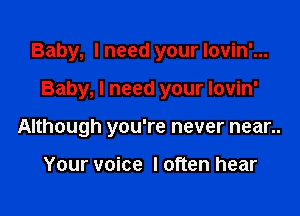 Baby, I need your lovin'...
Baby, I need your lovin'
Although you're never near..
Your voice I often hear